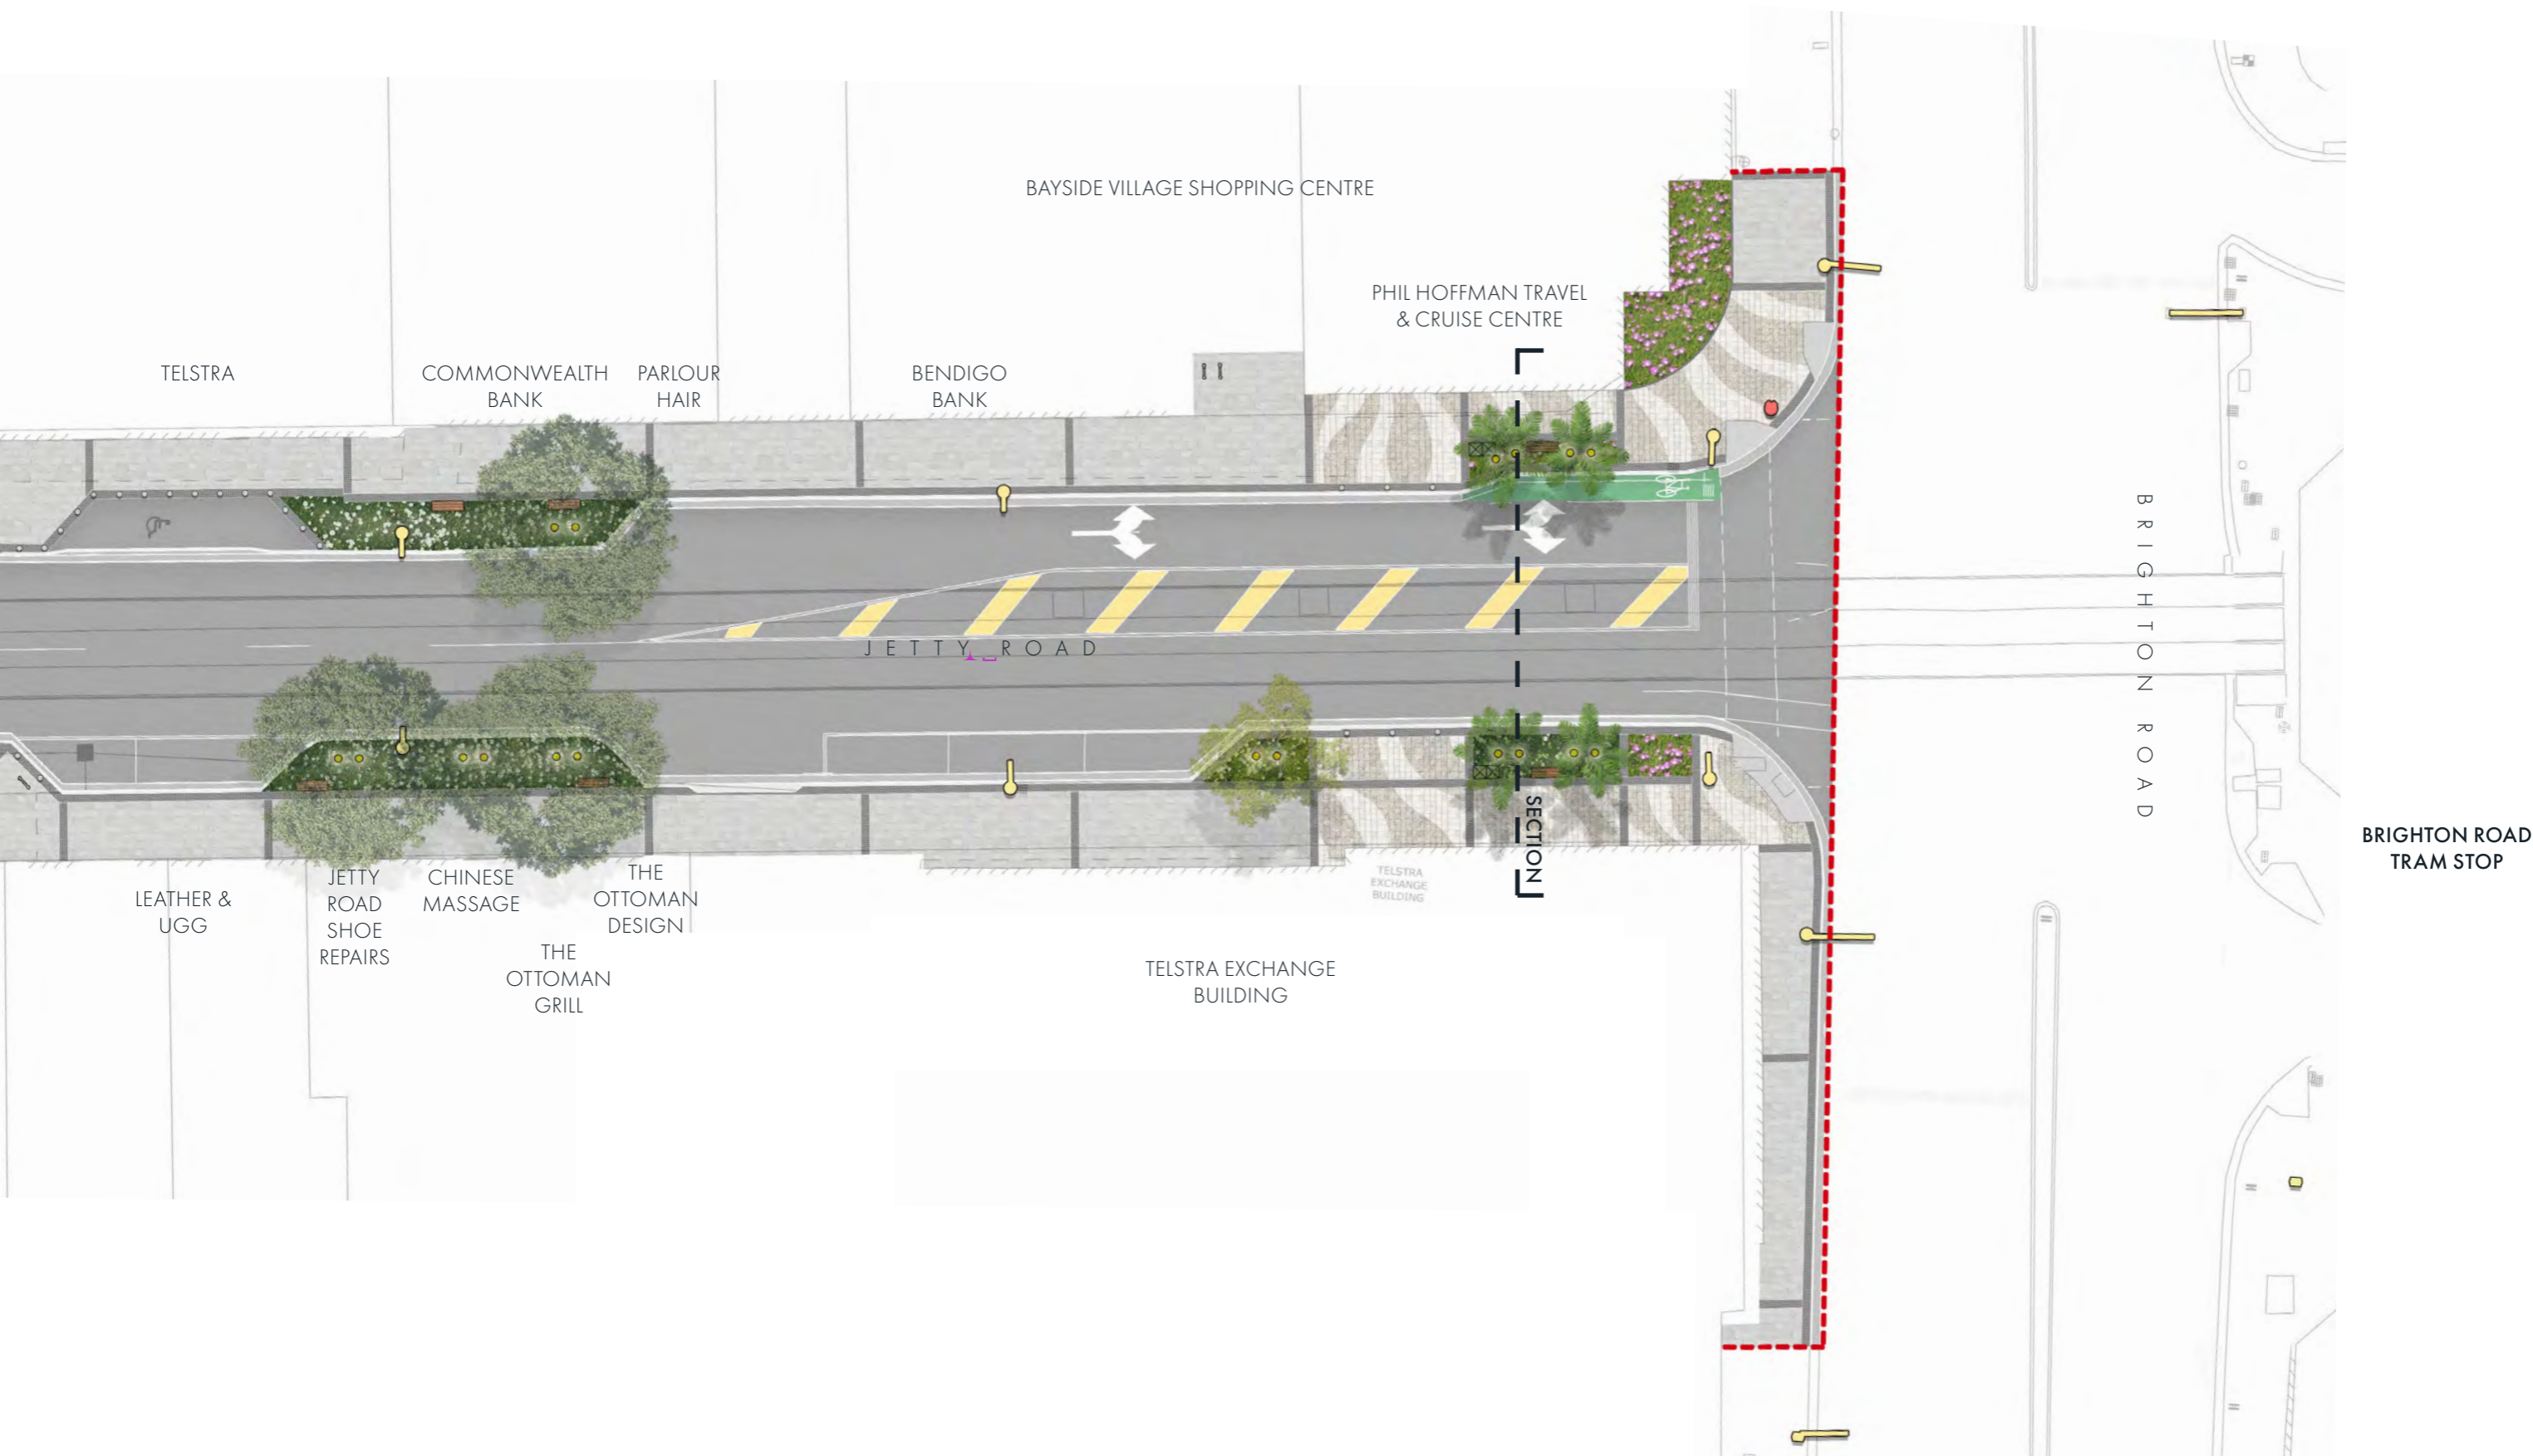 BAYSIDE VILLAGE SHOPPING CENTRE
PHIL HOFFMAN TRAVEL
& CRUISE CENTRE
TELSTRA
COMMONWEALTH
BANK
PARLOUR
HAIR
BENDIGO
BANK
JETTY ROAD
BRIGHTON ROAD
BRIGHTON ROAD
TRAM STOP
SECTION
TELSTRA
EXCHANGE
BUILDING
LEATHER &
UGG
JETTY
ROAD
SHOE
REPAIRS
CHINESE
MASSAGE
THE
OTTOMAN
DESIGN
THE
OTTOMAN
GRILL
TELSTRA EXCHANGE
BUILDING